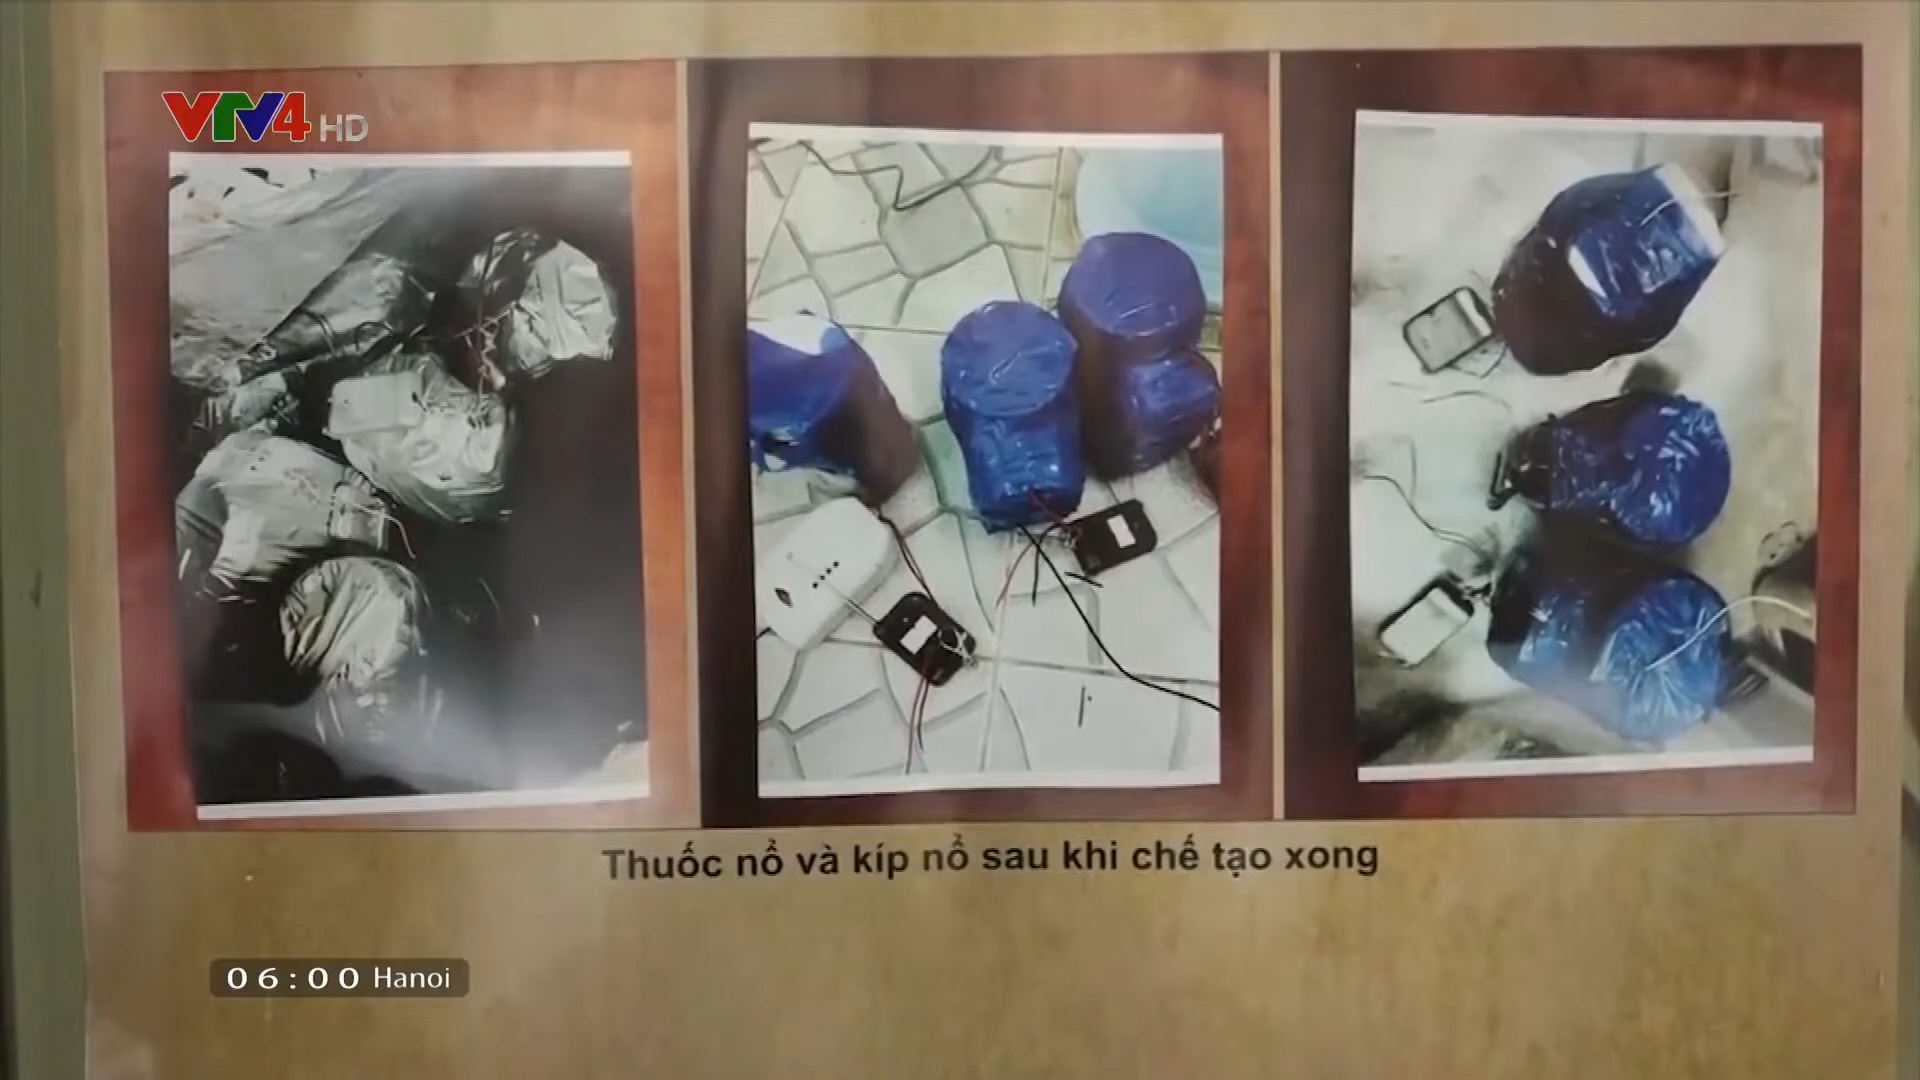 VTV4 HD
Thuốc nổ và kíp nổ sau khi chế tạo xong
06:00 Hanoi